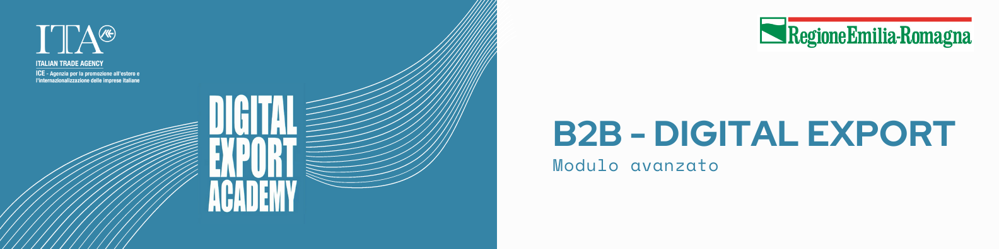 ITA
ITALIAN TRADE AGENCY
ICE - Agenzia per la promozione all'estero e
l'internazionalizzazione delle imprese italiane
DIGITAL
EXPORT
ACADEMY
RegioneEmilia-Romagna
B2B - DIGITAL EXPORT
Modulo avanzato